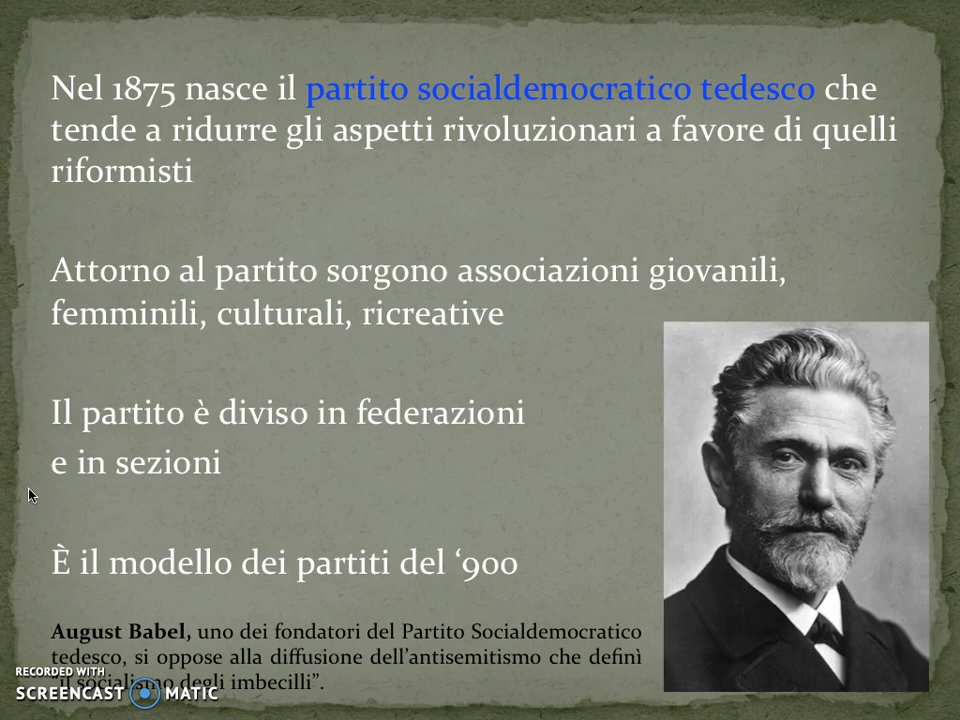 Nel 1875 nasce il partito socialdemocratico tedesco che
tende a ridurre gli aspetti rivoluzionari a favore di quelli
riformisti
Attorno al partito sorgono associazioni giovanili,
femminili, culturali, ricreative
Il partito è diviso in federazioni
e in sezioni
È il modello dei partiti del ‘900
August Babel, uno dei fondatori del Partito Socialdemocratico
tedesco, si oppose alla diffusione dell’antisemitismo che definì
“il socialismo degli imbecilli”.
RECORDED WITH
SCREENCAST MATIC